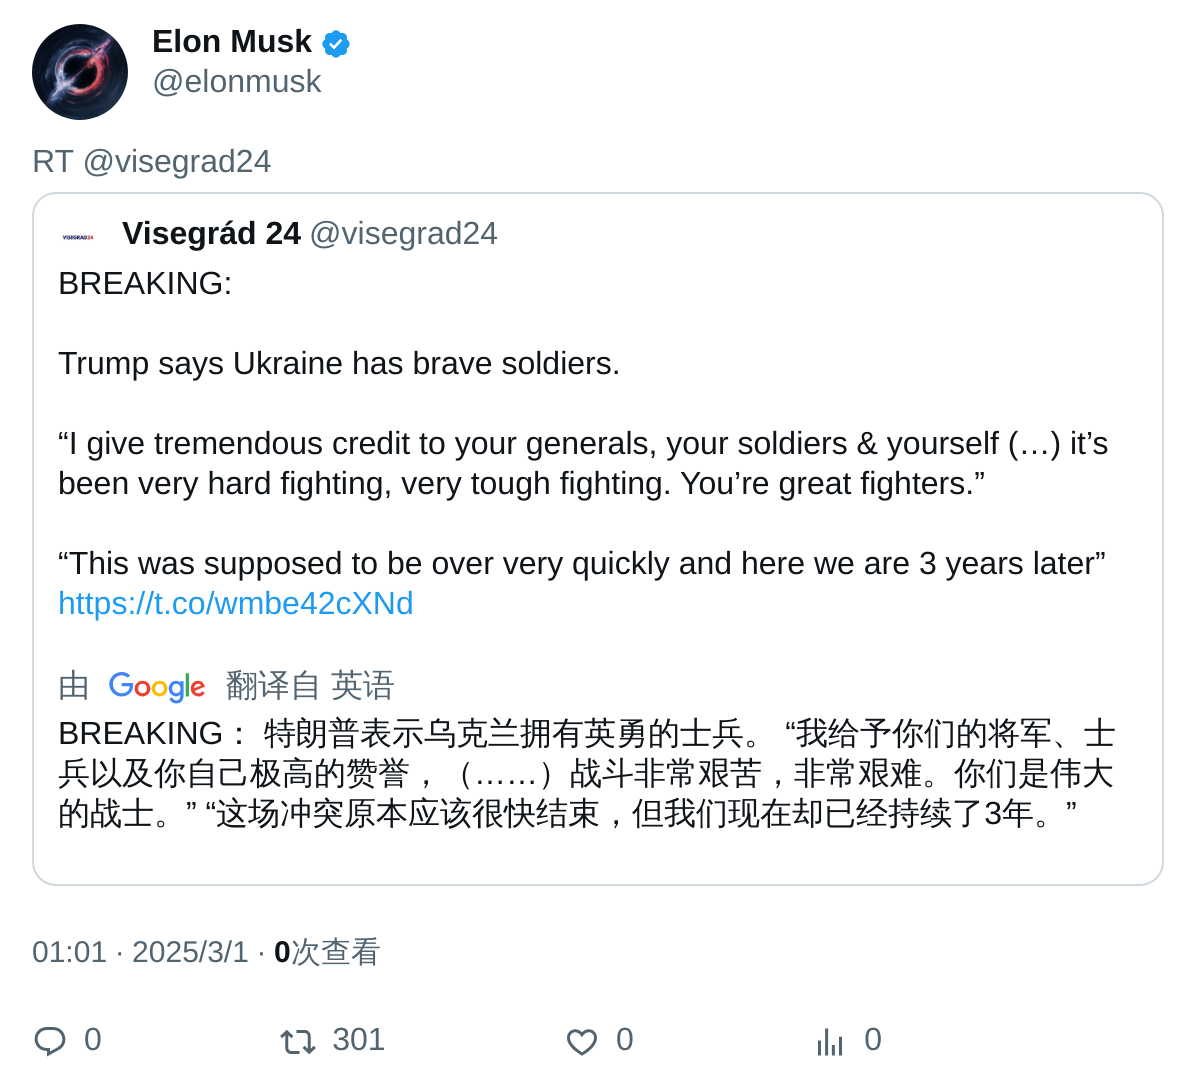 Elon Musk
@elonmusk
RT @visegrad24
VISEGRAD24
Visegrád 24 @visegrad24
BREAKING:
Trump says Ukraine has brave soldiers.
“I give tremendous credit to your generals, your soldiers & yourself (…) it’s
been very hard fighting, very tough fighting. You’re great fighters.”
“This was supposed to be over very quickly and here we are 3 years later”
https://t.co/wmbe42cXNd
由 Google 翻译自 英语
BREAKING： 特朗普表示乌克兰拥有英勇的士兵。 “我给予你们的将军、士
兵以及你自己极高的赞誉，（……）战斗非常艰苦，非常艰难。你们是伟大
的战士。” “这场冲突原本应该很快结束，但我们现在却已经持续了3年。”
01:01 · 2025/3/1 · 0次查看
0 301 0 0